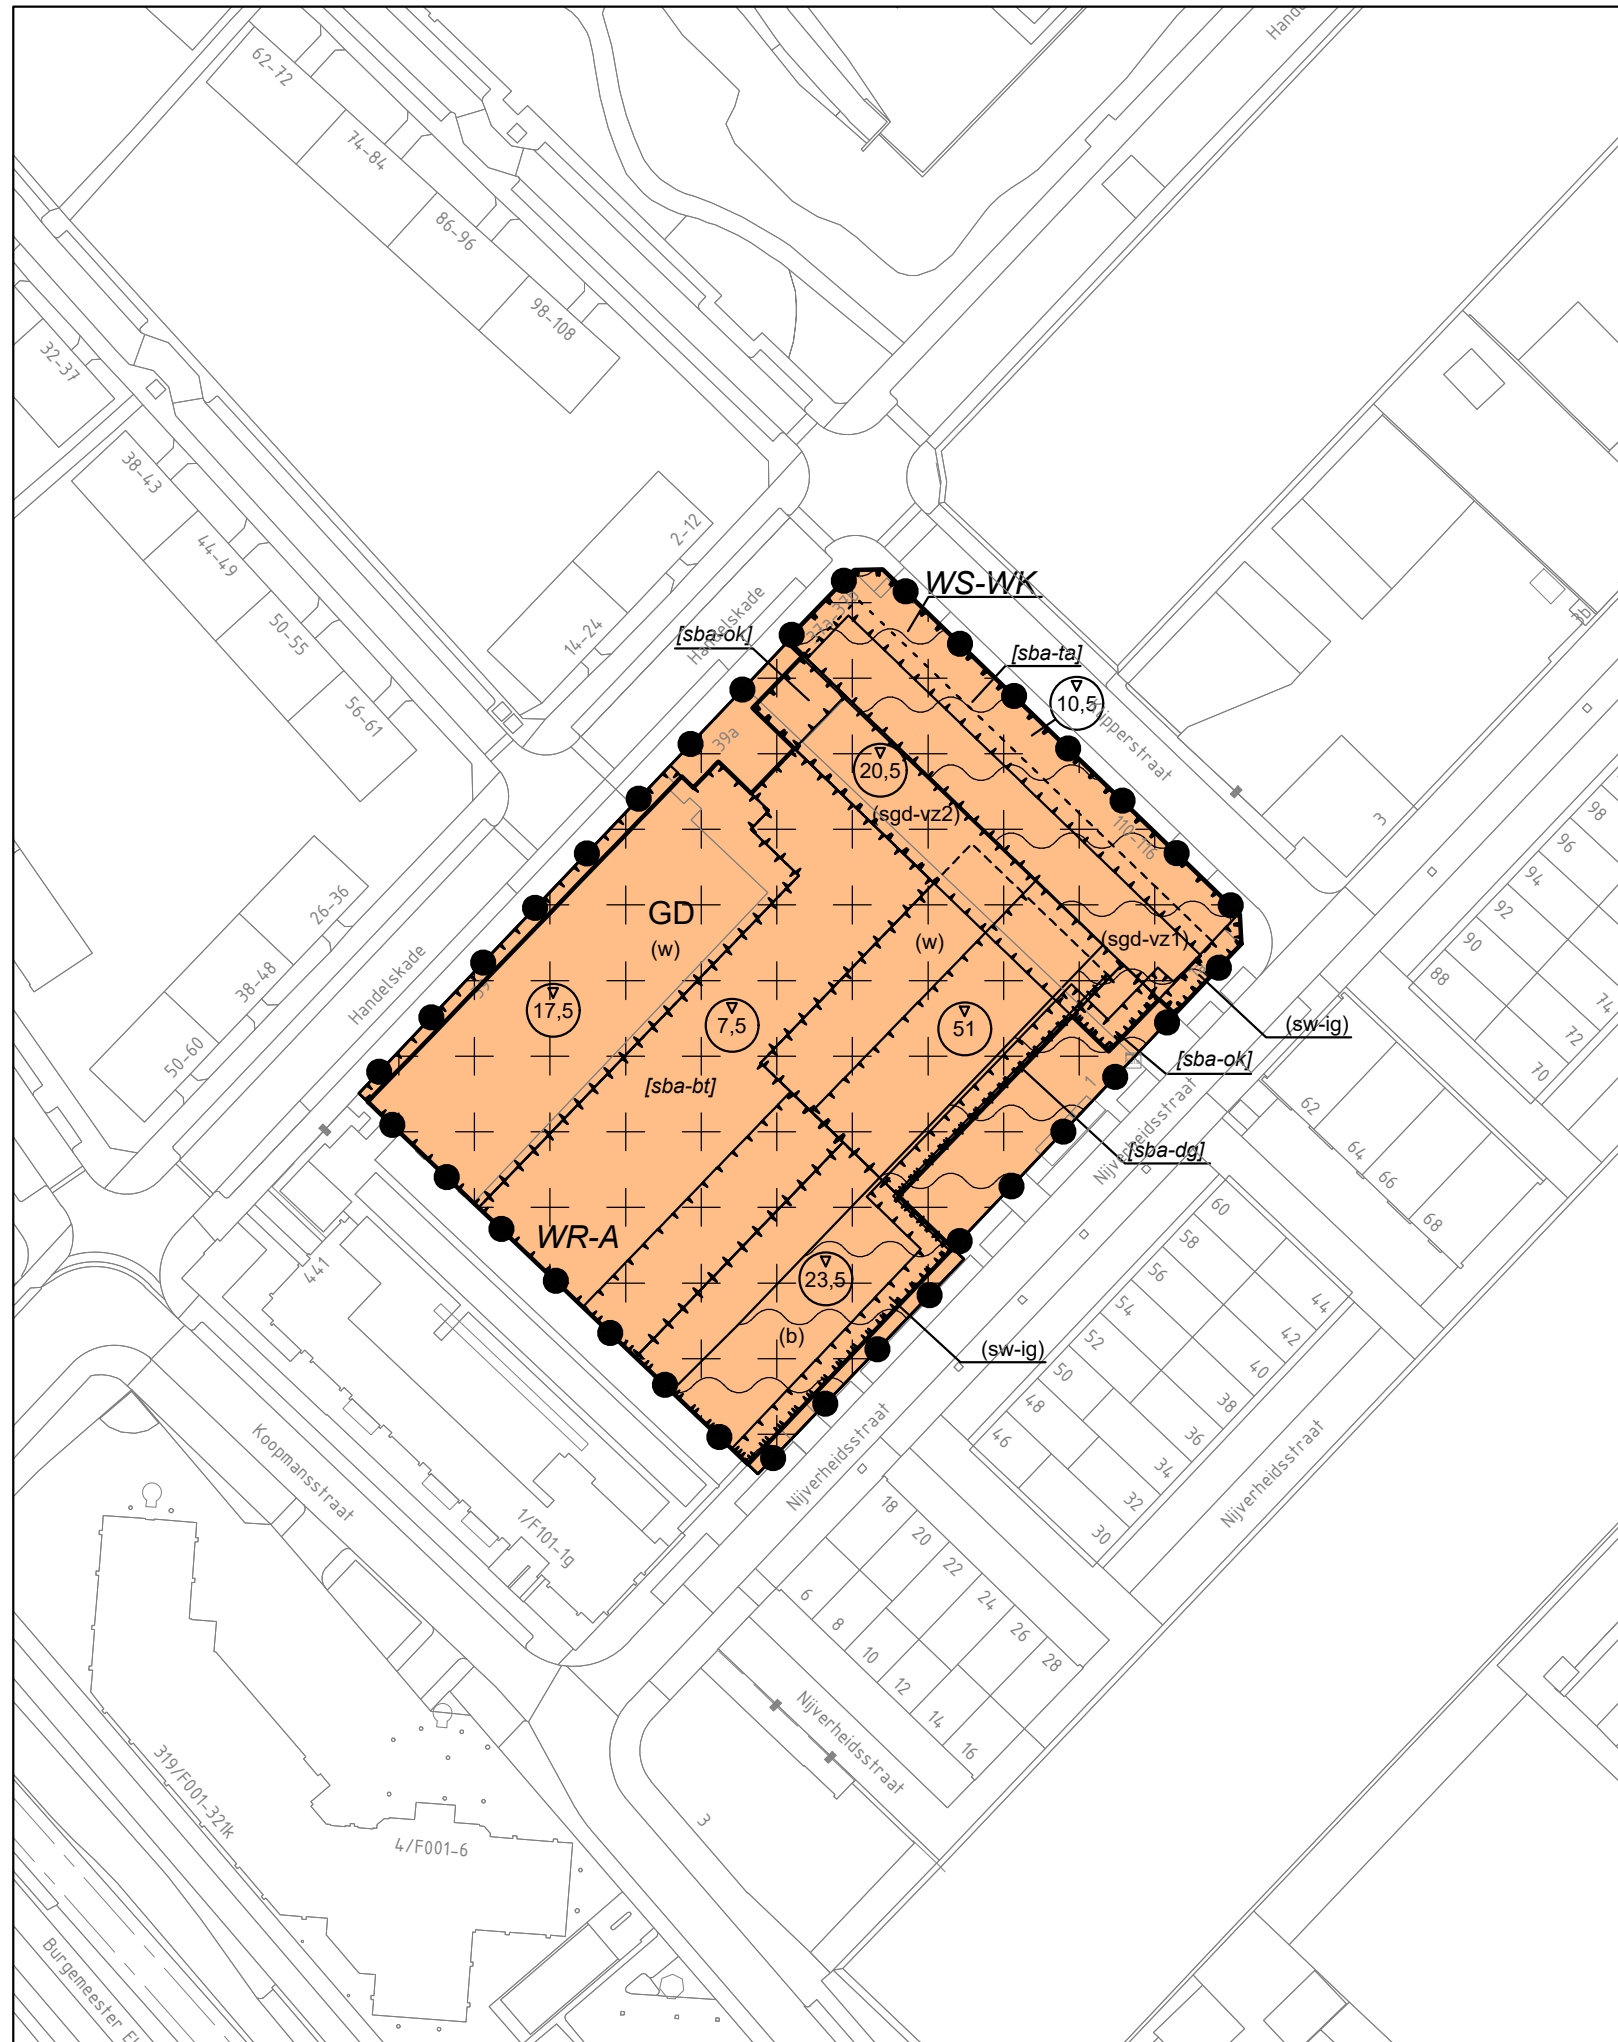 62-72
74-84
86-96
98-108
32-37
38-43
44-49
50-55
56-61
2-12
14-24
Handelskade
WS-WK
[sba-ok]
[sba-ta]
10,5
39a
20,5
(sgd-vz2)
110-116
3
98
96
94
92
90
88
26-36
38-48
50-60
Handelskade
GD
(w)
(w)
(sgd-vz1)
17,5
7,5
51
(sw-ig)
[sba-ok]
[sba-bt]
1
[sba-dg]
Nijverheidsstraat
74
72
70
62
64
66
68
WR-A
23,5
(b)
(sw-ig)
441
60
58
56
54
52
50
48
46
44
42
40
38
36
34
32
30
Koopmansstraat
1/F101-1g
Nijverheidsstraat
Nijverheidsstraat
18
20
22
24
26
28
6
8
10
12
14
16
Nijverheidsstraat
3
319/F001-321k
4/F001-6
Burgemeester